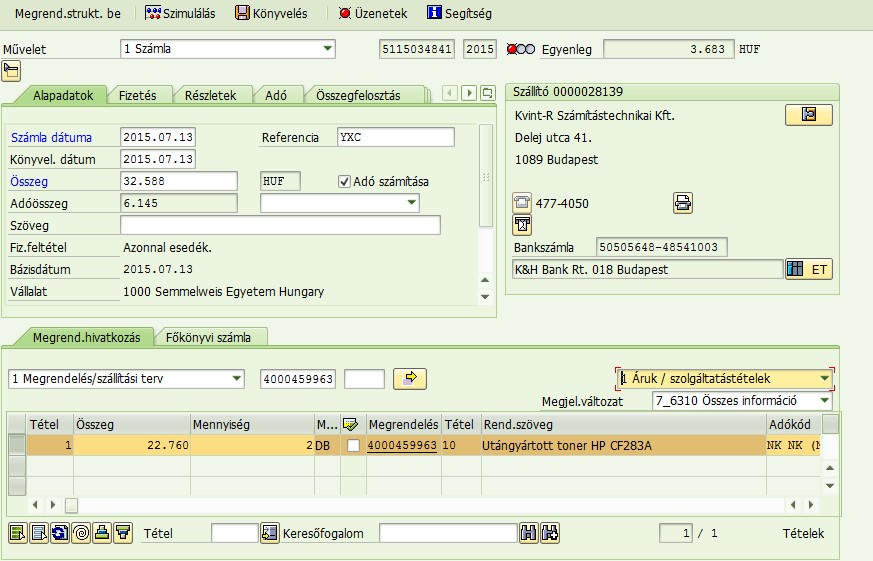 Megrend.strukt. be Szimulálás Könyvelés Üzenetek Segítség
Művelet 1 Számla 5115034841 2015 Egyenleg 3.683 HUF
Alapadatok Fizetés Részletek Adó Összegfelosztás
Számla dátuma 2015.07.13 Referencia YXC
Könyvel. dátum 2015.07.13
Összeg 32.588 HUF Adó számítása
Adóösszeg 6.145
Szöveg
Fiz.feltétel Azonnal esedék.
Bázisdátum 2015.07.13
Vállalat 1000 Semmelweis Egyetem Hungary
Szállító 0000028139
Kvint-R Számítástechnikai Kft.
Delej utca 41.
1089 Budapest
477-4050
Bankszámla 50505648-48541003
K&H Bank Rt. 018 Budapest ET
Megrend.hivatkozás Főkönyvi számla
1 Megrendelés/szállítási terv 4000459963 1 Áruk / szolgáltatástételek
Megjel.változat 7_6310 Összes információ
Tétel Összeg Mennyiség M... Megrendelés Tétel Rend.szöveg Adókód
1 22.760 2 DB 4000459963 10 Utángyártott toner HP CF283A NK NK (N
Tétel Keresőfogalom 1 / 1 Tételek